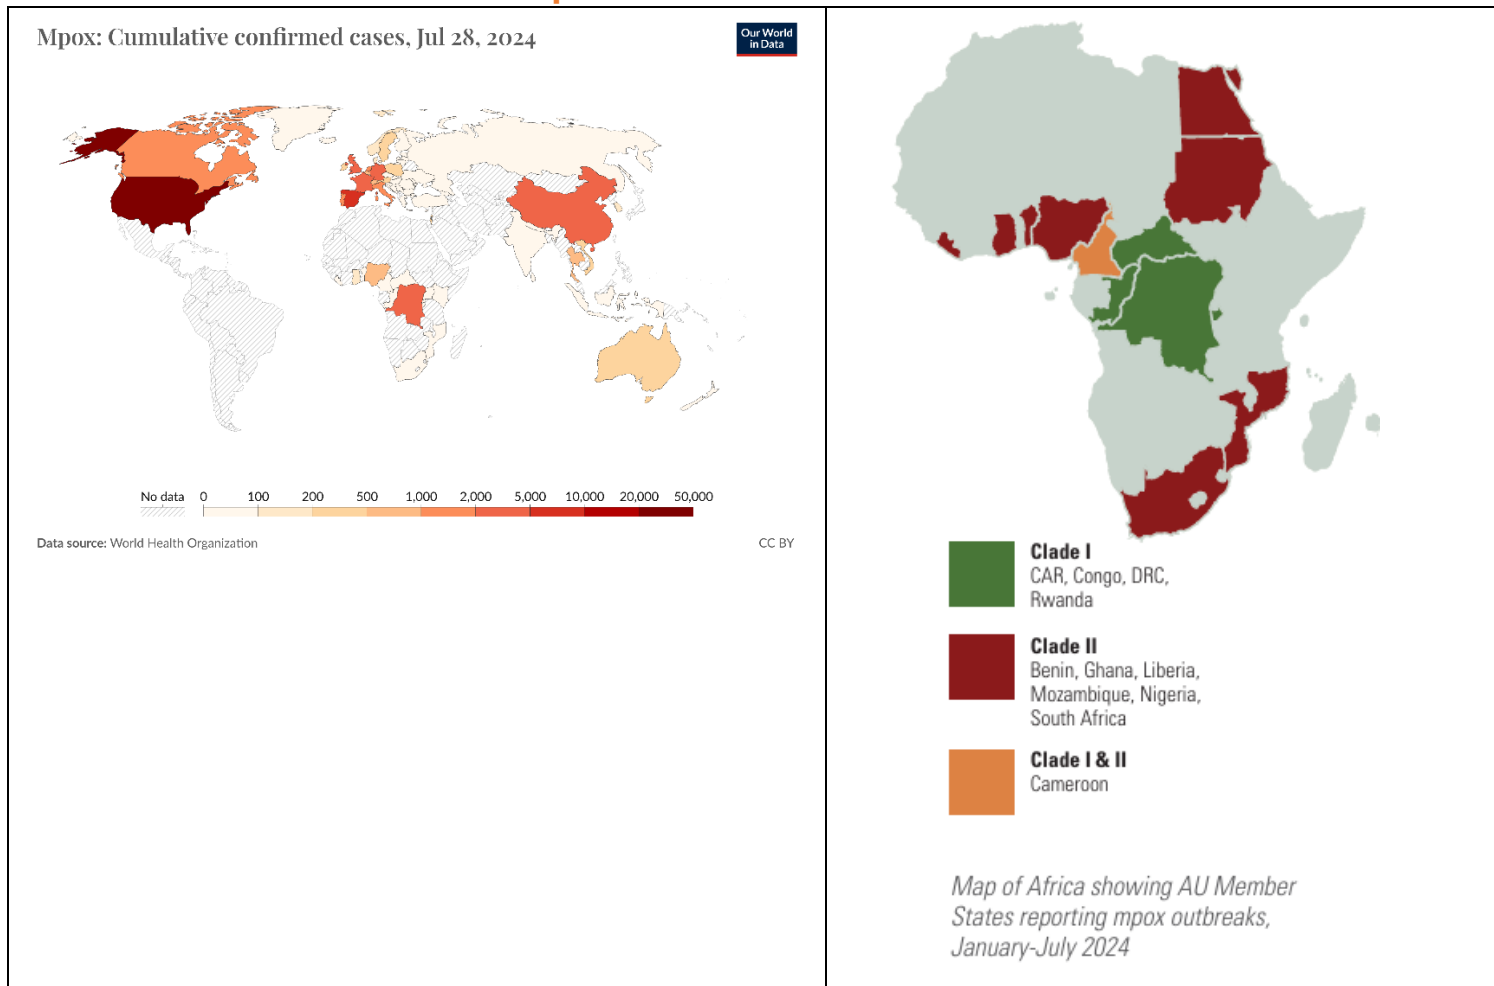 Mpox: Cumulative confirmed cases, Jul 28, 2024
Our World
in Data
No data 0 100 200 500 1,000 2,000 5,000 10,000 20,000 50,000
Data source: World Health Organization
CC BY
Clade I
CAR, Congo, DRC,
Rwanda
Clade II
Benin, Ghana, Liberia,
Mozambique, Nigeria,
South Africa
Clade I & II
Cameroon
Map of Africa showing AU Member
States reporting mpox outbreaks,
January-July 2024